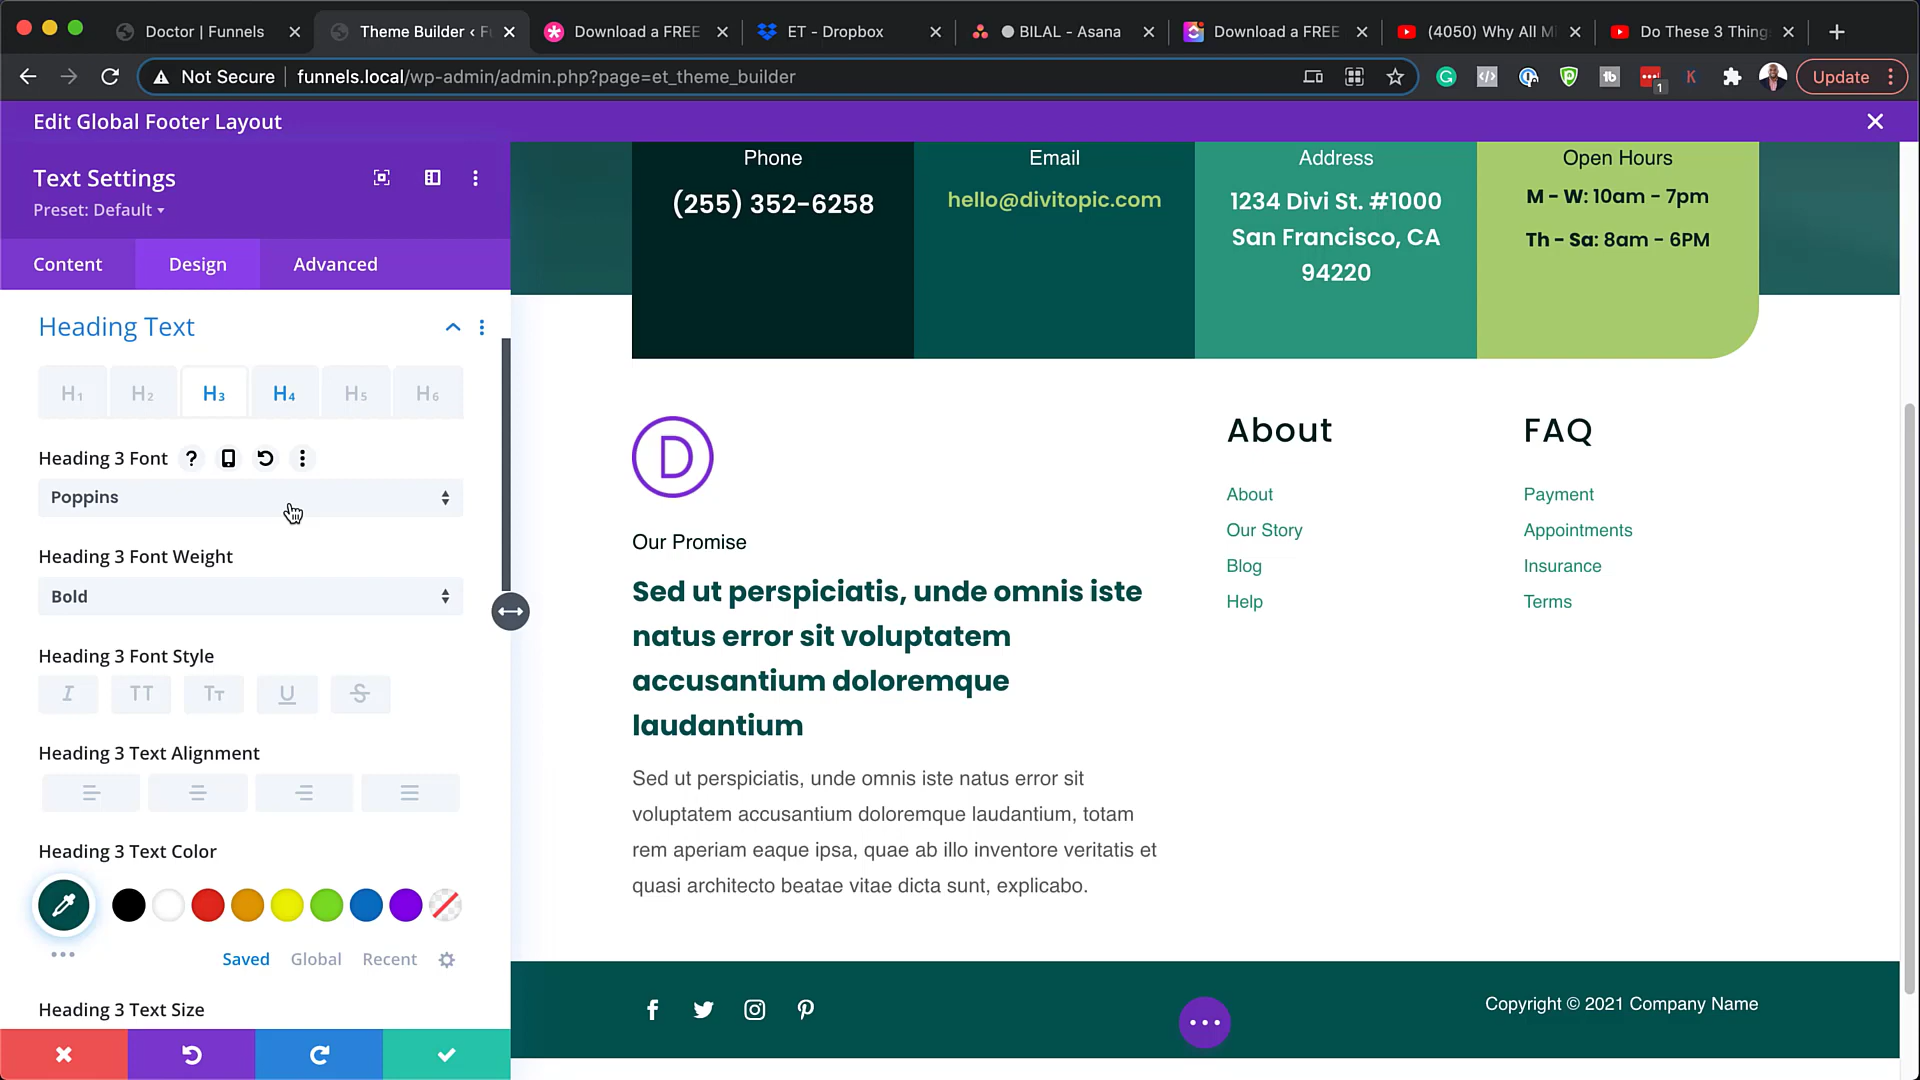 Doctor | Funnels
Theme Builder ‹ Fu
Download a FREE
ET - Dropbox
BILAL - Asana
Download a FREE
(4050) Why All Mi
Do These 3 Thing
Not Secure
funnels.local/wp-admin/admin.php?page=et_theme_builder
1
Update
Edit Global Footer Layout
Text Settings
Preset: Default
Content
Design
Advanced
Heading Text
H1
H2
H3
H4
H5
H6
Heading 3 Font
?
Poppins
Heading 3 Font Weight
Bold
Heading 3 Font Style
I
TT
Tт
U
S
Heading 3 Text Alignment
Heading 3 Text Color
Saved
Global
Recent
Heading 3 Text Size
Phone
(255) 352-6258
Email
hello@divitopic.com
Address
1234 Divi St. #1000
San Francisco, CA
94220
Open Hours
M - W: 10am - 7pm
Th - Sa: 8am - 6PM
D
Our Promise
Sed ut perspiciatis, unde omnis iste
natus error sit voluptatem
accusantium doloremque
laudantium
Sed ut perspiciatis, unde omnis iste natus error sit
voluptatem accusantium doloremque laudantium, totam
rem aperiam eaque ipsa, quae ab illo inventore veritatis et
quasi architecto beatae vitae dicta sunt, explicabo.
About
About
Our Story
Blog
Help
FAQ
Payment
Appointments
Insurance
Terms
Copyright © 2021 Company Name